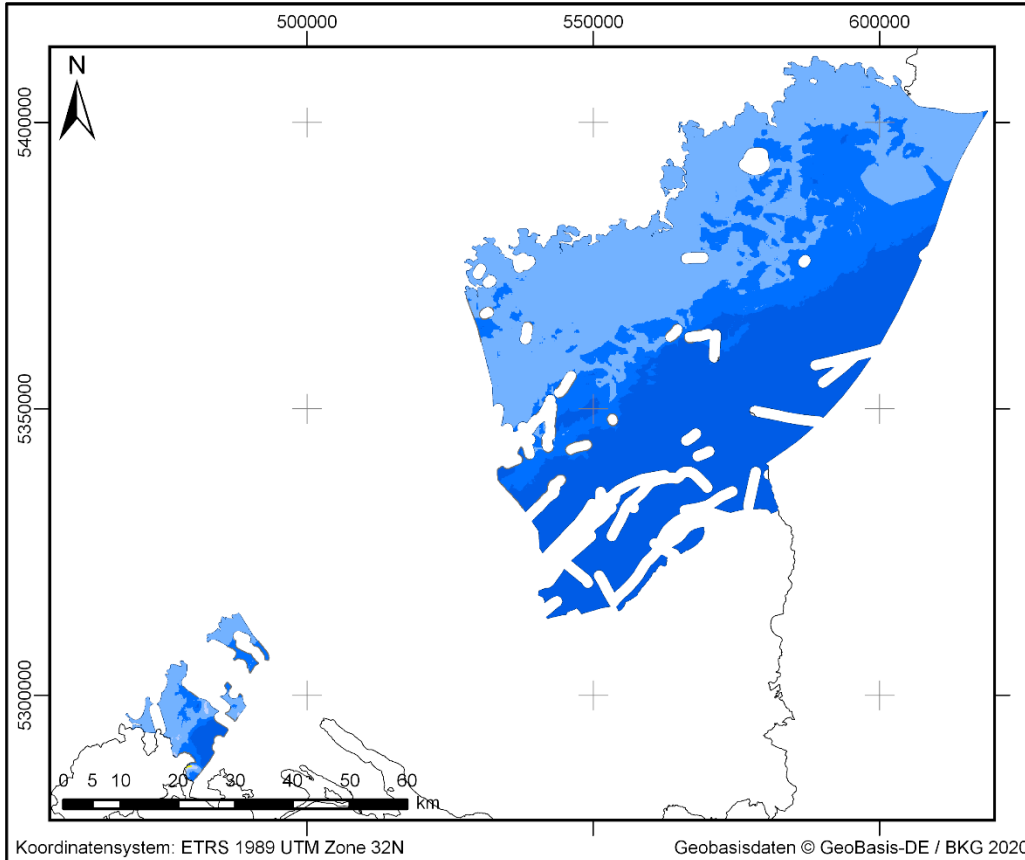 500000 550000 600000
N
5400000
5350000
5300000
0 5 10 20 30 40 50 60
km
Koordinatensystem: ETRS 1989 UTM Zone 32N
Geobasisdaten © GeoBasis-DE / BKG 2020